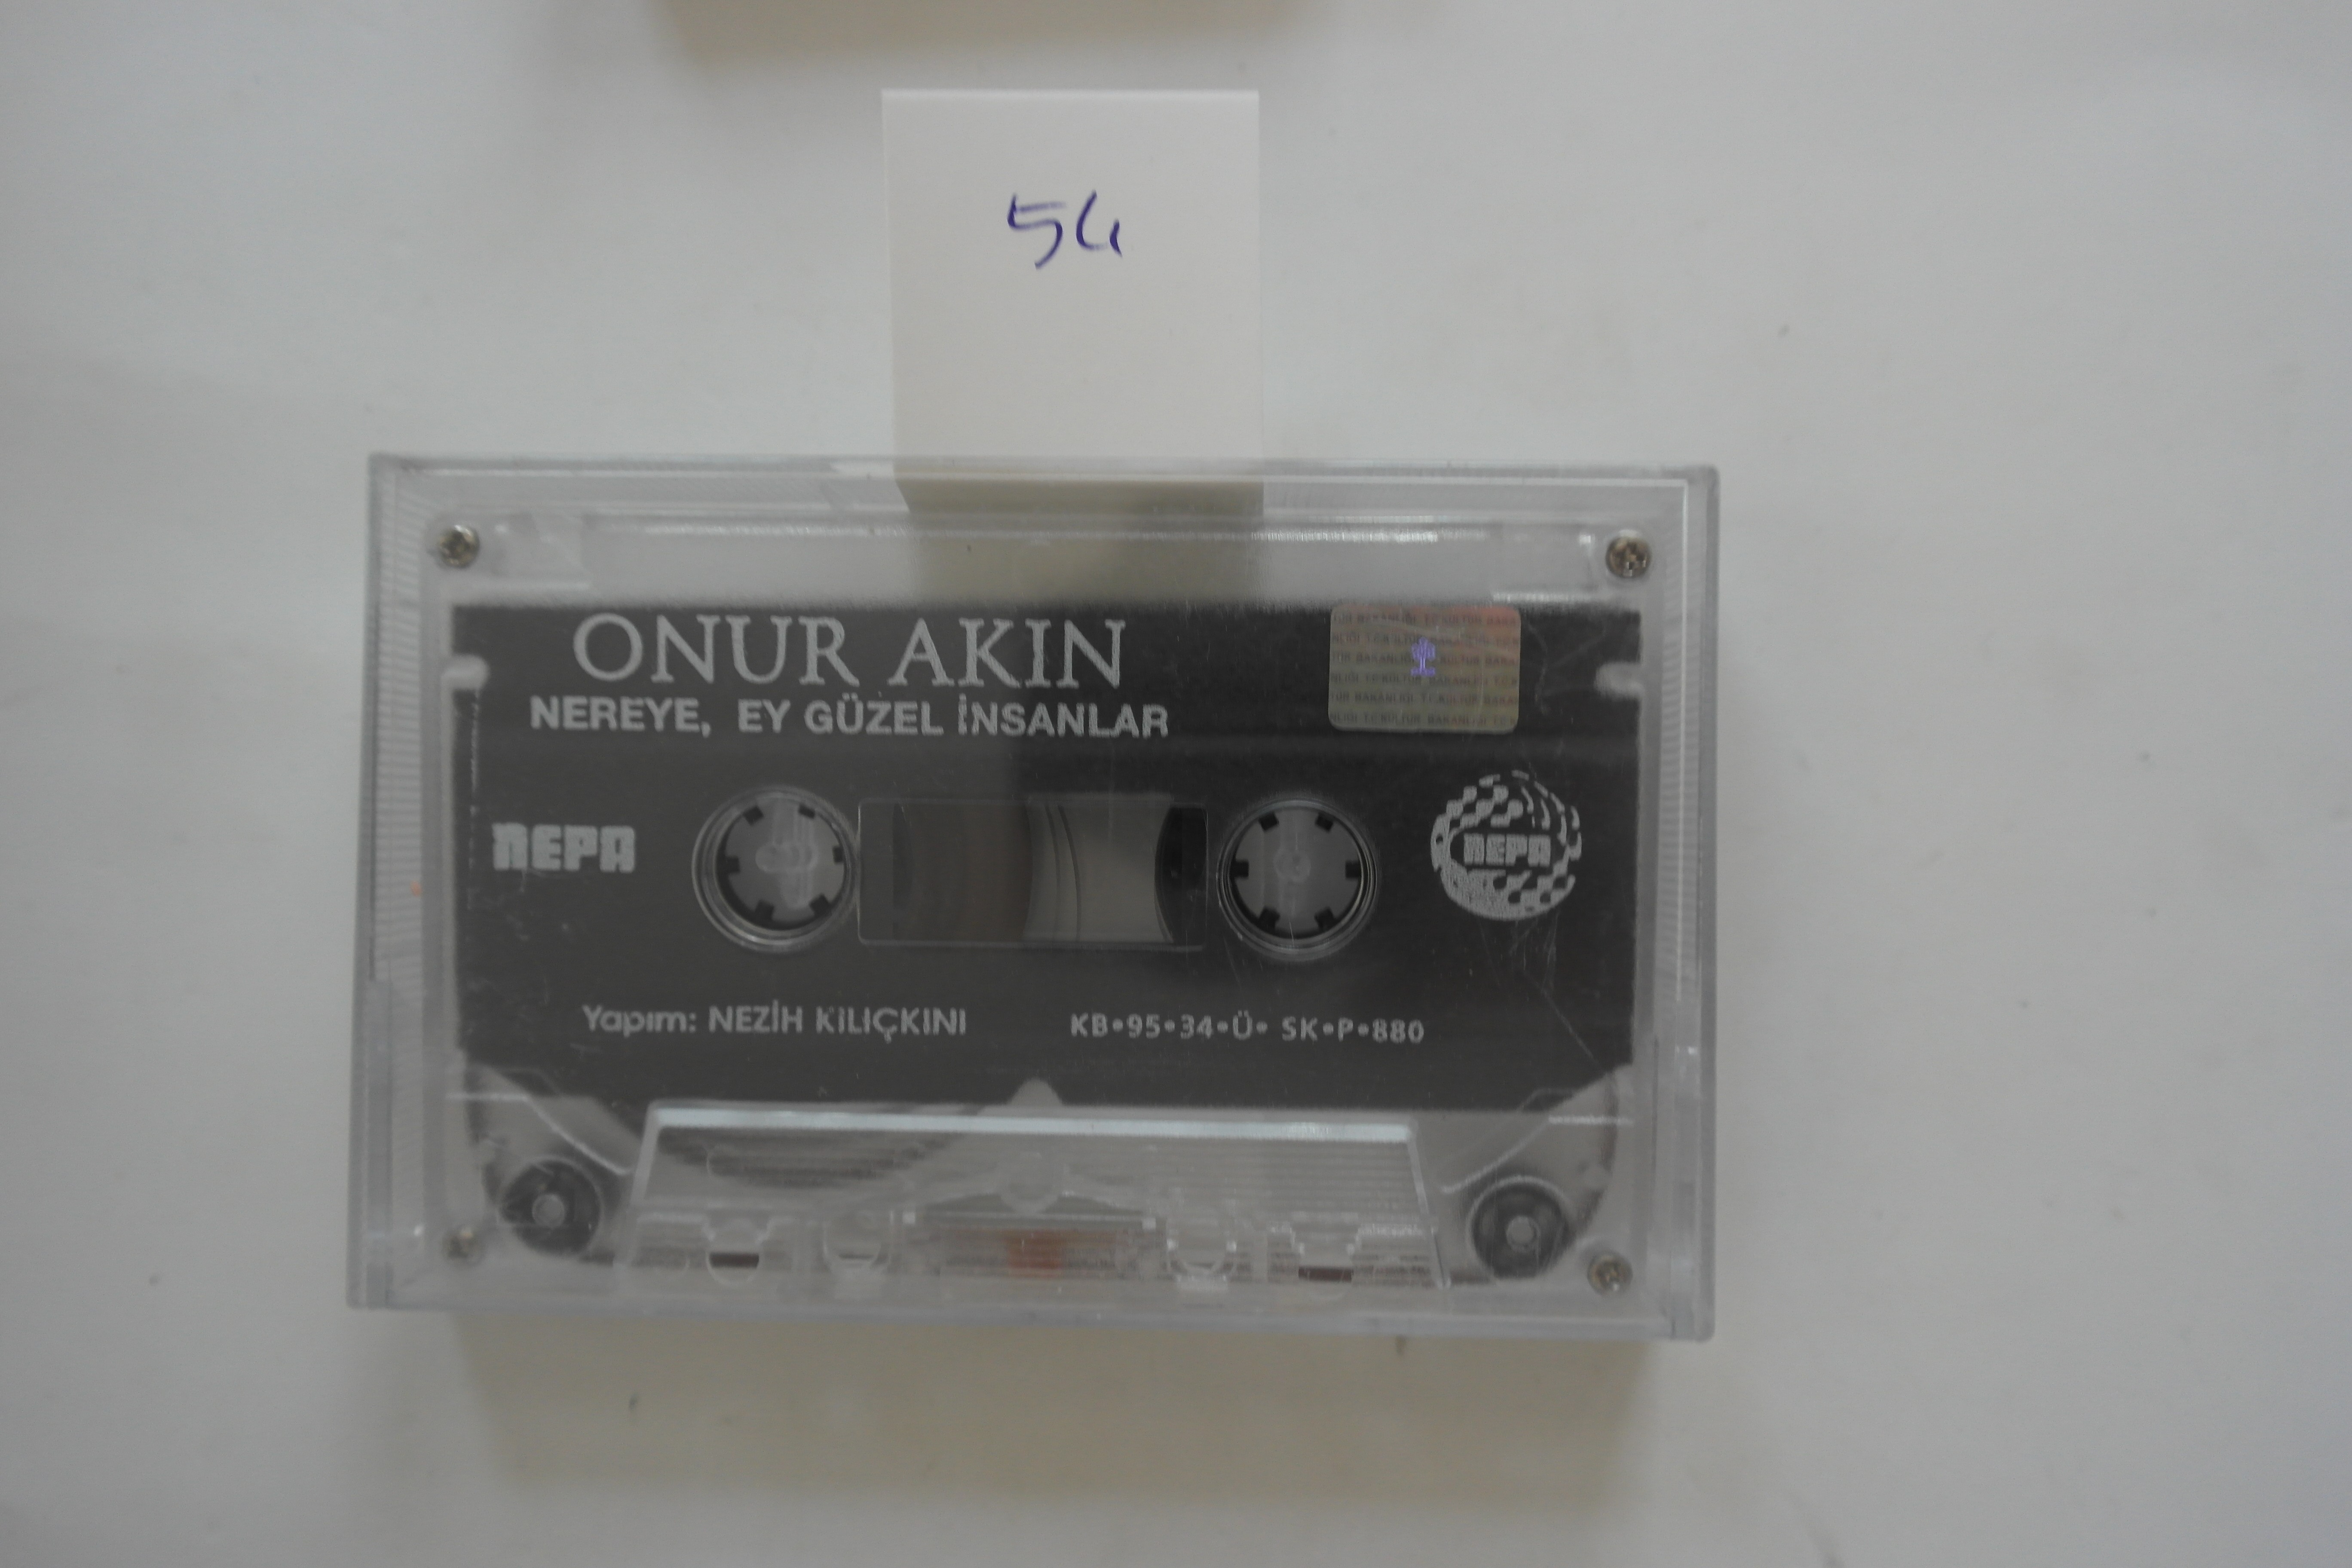 54
ONUR AKIN
NEREYE, EY GÜZEL İNSANLAR
NEPA
NEPA
Yapım: NEZİH KILIÇKINI
KB•95•34•Ü• SK•P•880